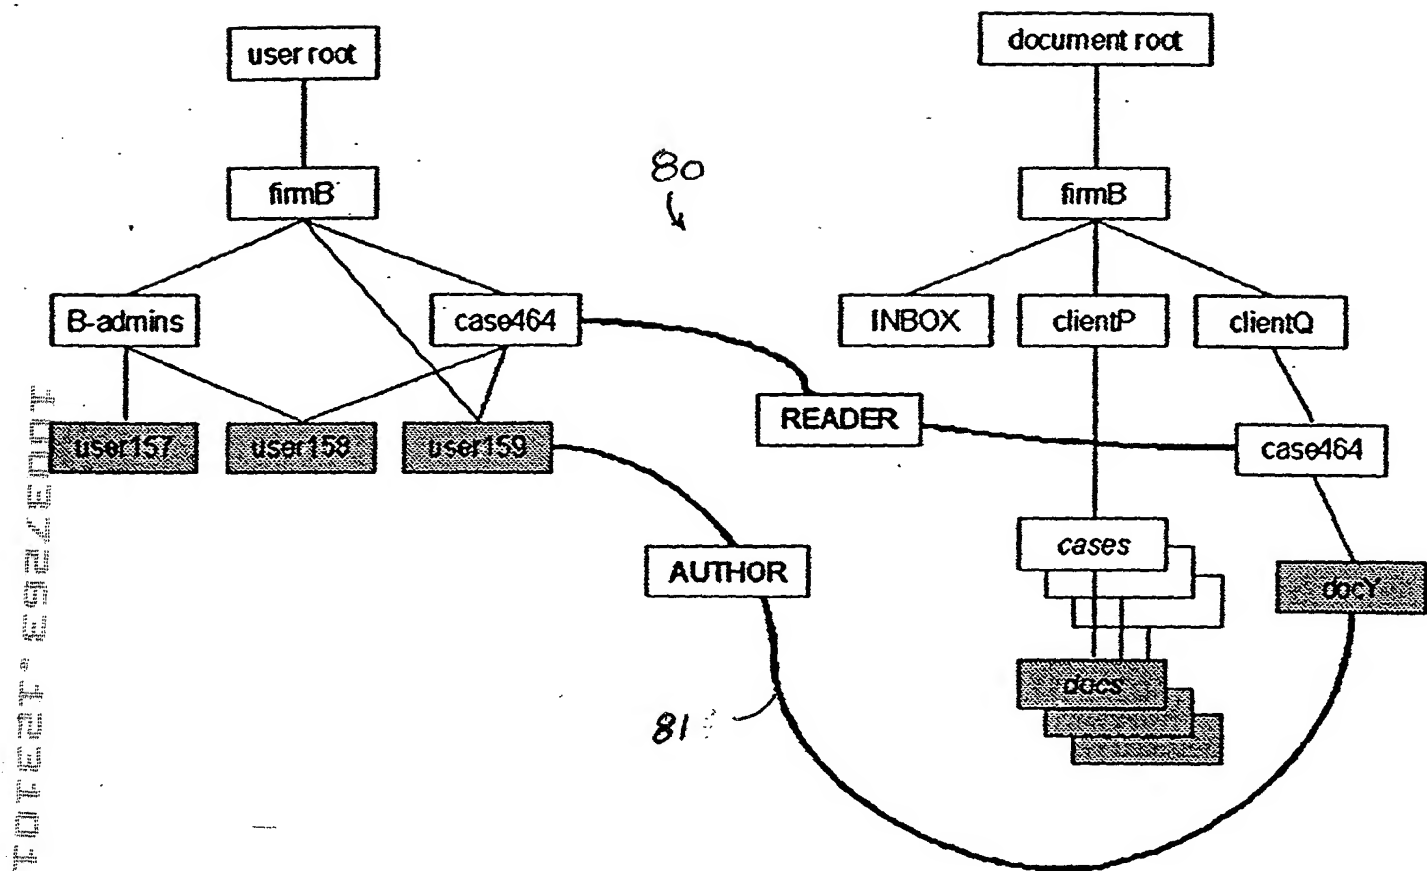 user root
document root
80
firmB
firmB
B-admins
case464
INBOX
clientP
clientQ
READER
user157
user158
user159
case464
AUTHOR
cases
docY
docs
81